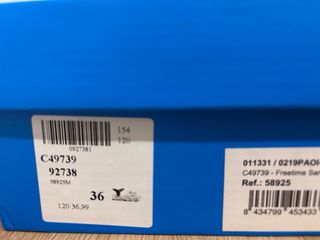 154
120
0927381
C49739
92738
58925M
36
120 36,99
011331 / 0219PAOI
C49739 - Freetime Sar
Ref.: 58925
8 434799 453433